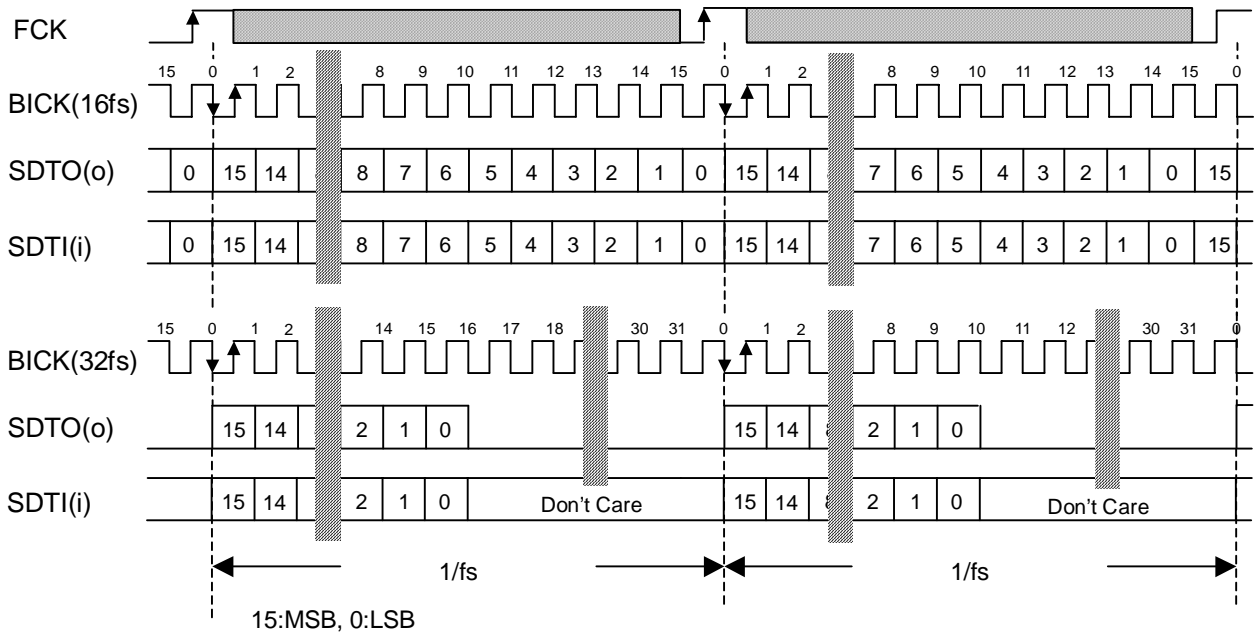 FCK
15 0 1 2 8 9 10 11 12 13 14 15 0 1 2 8 9 10 11 12 13 14 15 0
BICK(16fs)
SDTO(o) 0 15 14 8 7 6 5 4 3 2 1 0 15 14 7 6 5 4 3 2 1 0 15
SDTI(i) 0 15 14 8 7 6 5 4 3 2 1 0 15 14 7 6 5 4 3 2 1 0 15
15 0 1 2 14 15 16 17 18 30 31 0 1 2 8 9 10 11 12 30 31 0
BICK(32fs)
SDTO(o) 15 14 2 1 0 15 14 2 1 0
SDTI(i) 15 14 2 1 0 Don't Care 15 14 2 1 0 Don't Care
1/fs 1/fs
15:MSB, 0:LSB